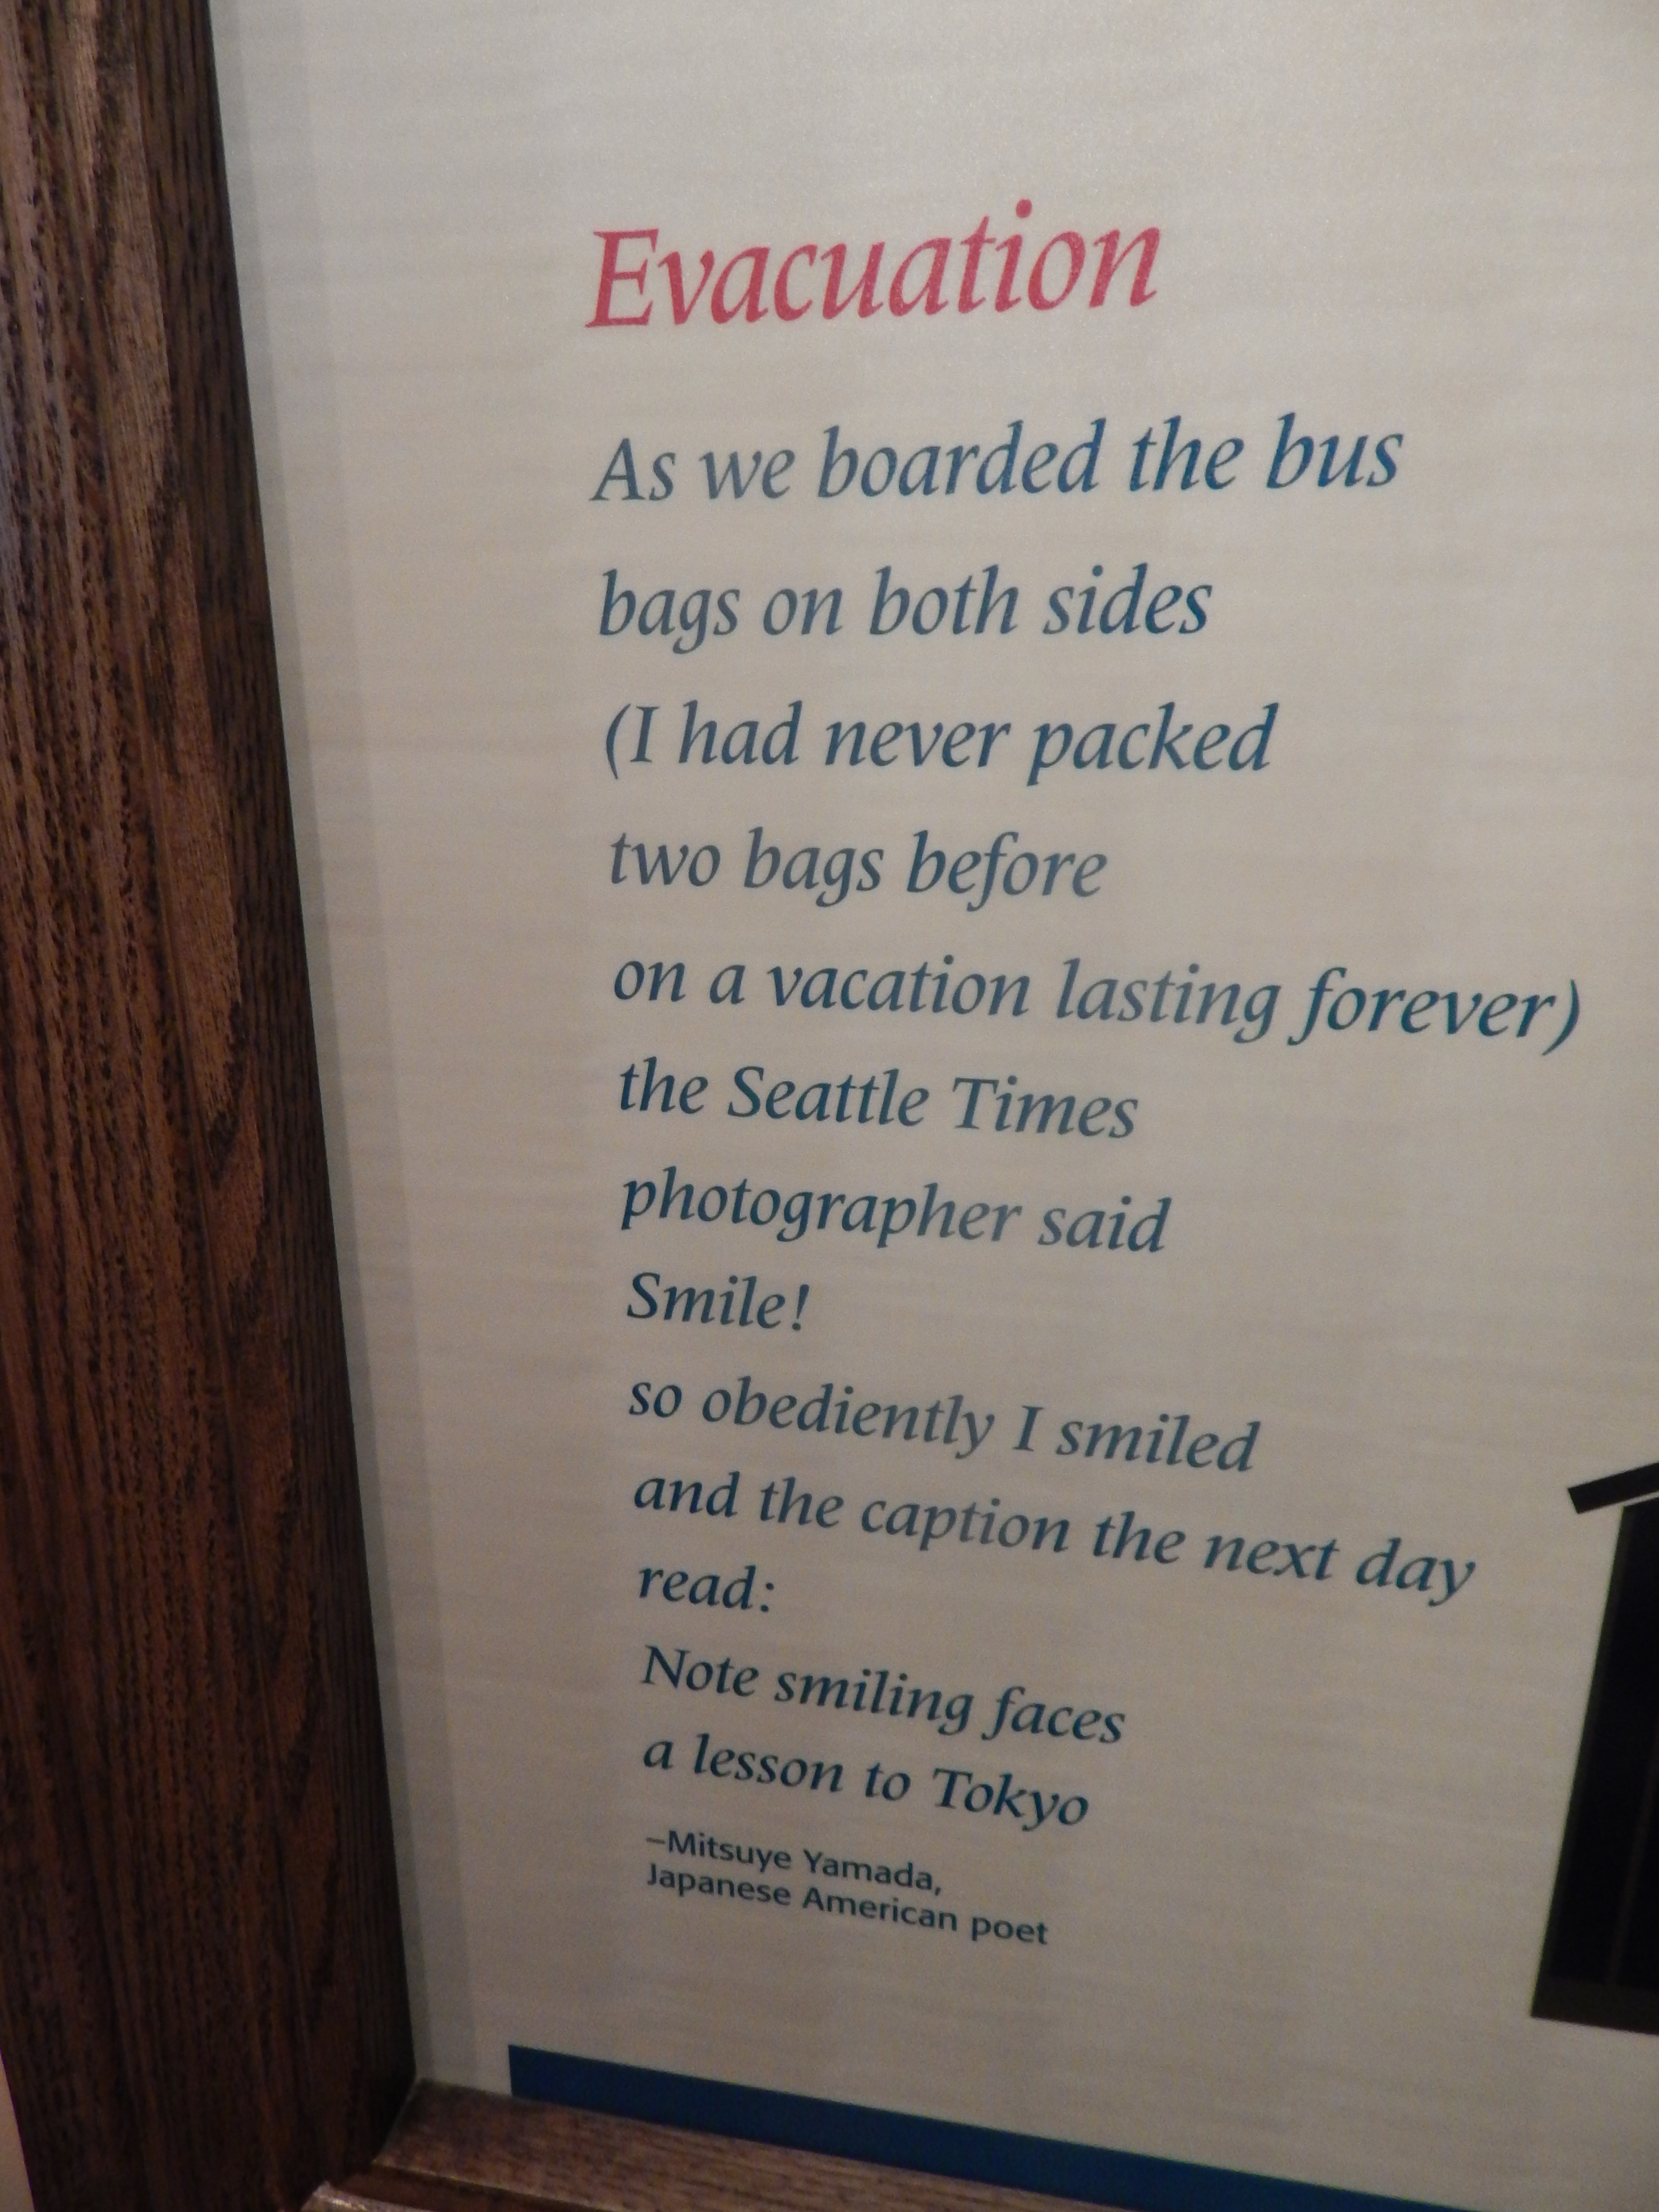 Evacuation
As we boarded the bus
bags on both sides
(I had never packed
two bags before
on a vacation lasting forever)
the Seattle Times
photographer said
Smile!
so obediently I smiled
and the caption the next day
read:
Note smiling faces
a lesson to Tokyo
–Mitsuye Yamada,
Japanese American poet